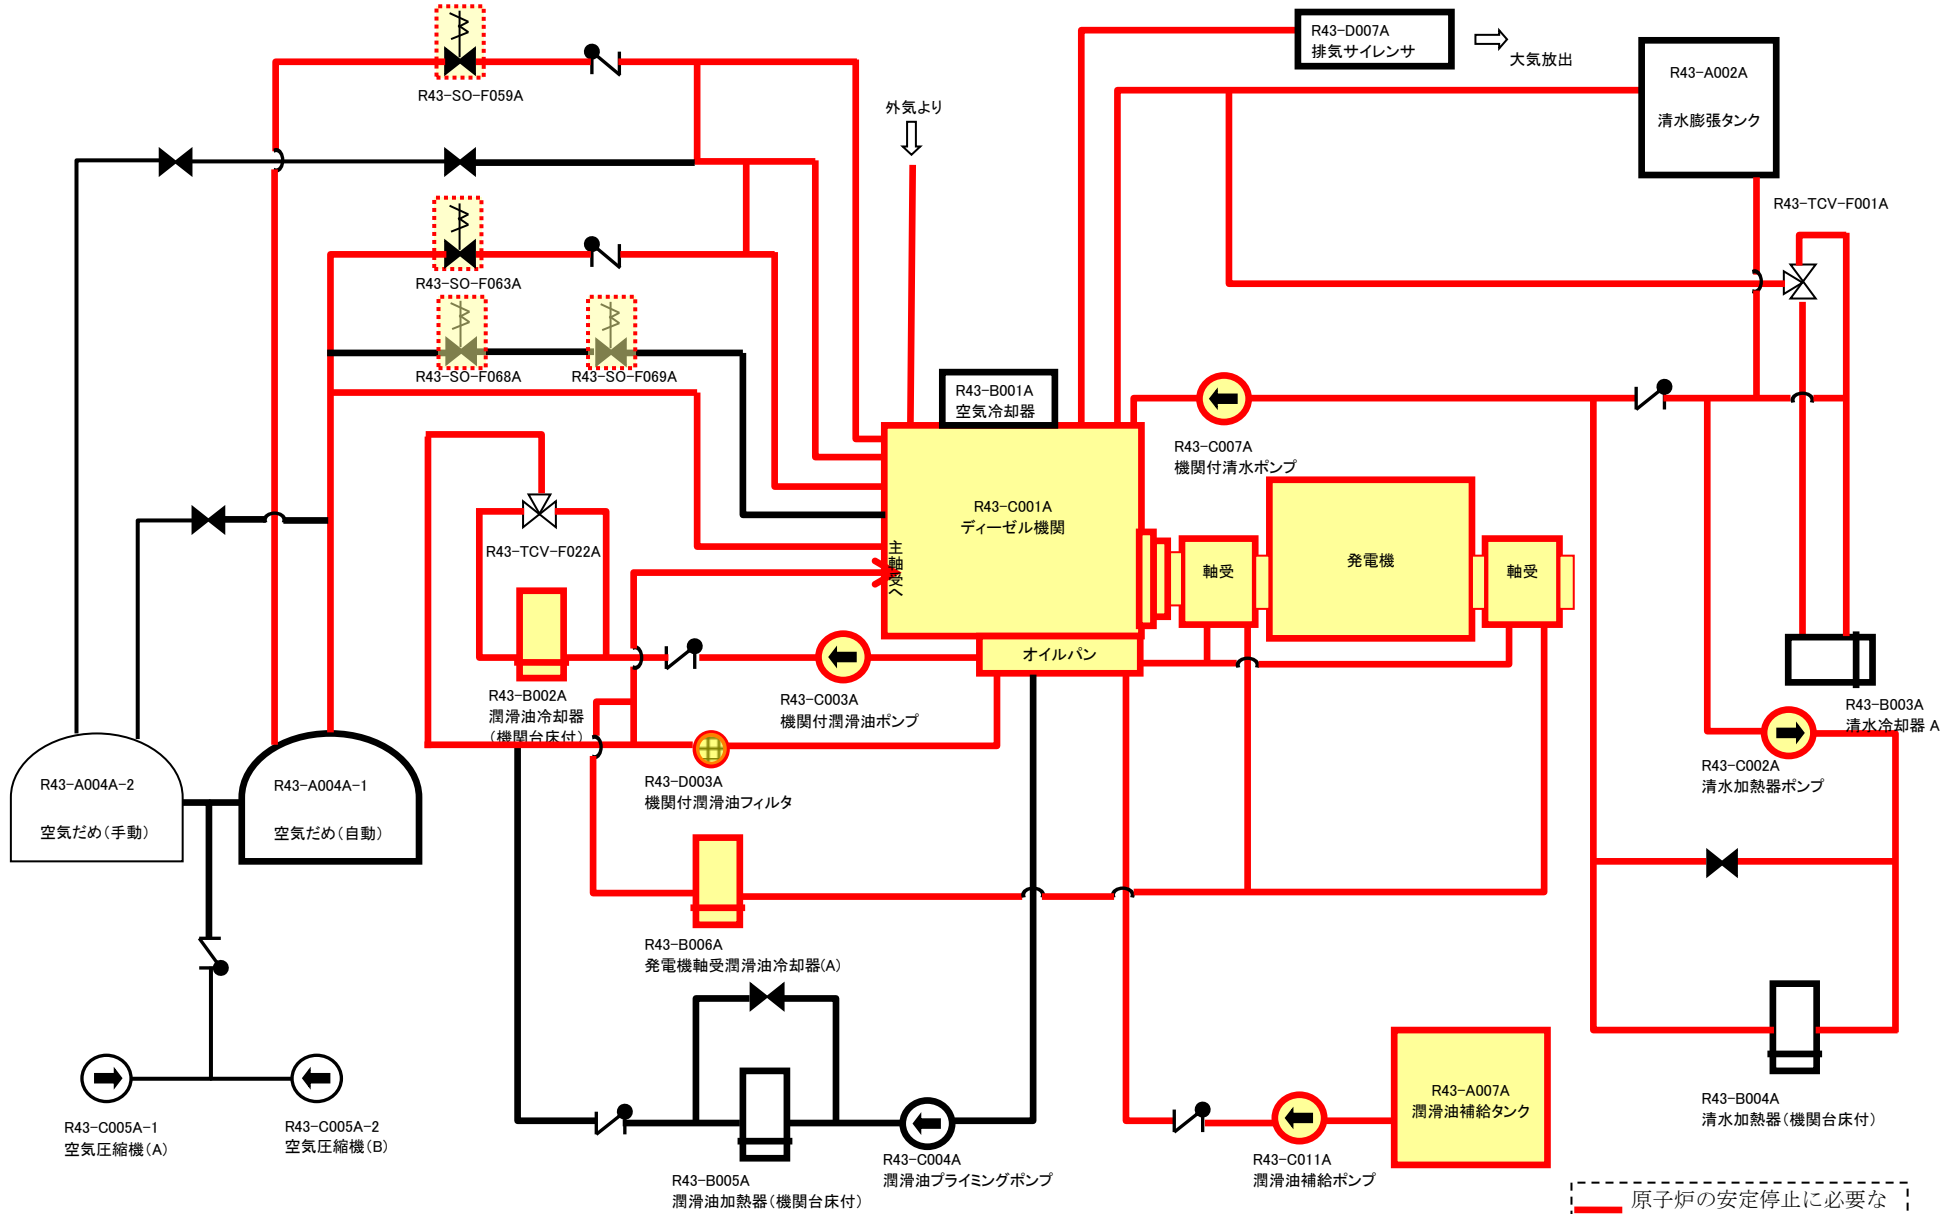 R43-D007A
排気サイレンサ
大気放出
R43-A002A
清水膨張タンク
R43-SO-F059A
外気より
R43-TCV-F001A
R43-SO-F063A
R43-SO-F068A
R43-SO-F069A
R43-B001A
空気冷却器
R43-C007A
機関付清水ポンプ
R43-C001A
ディーゼル機関
主軸受へ
R43-TCV-F022A
軸受
発電機
軸受
オイルパン
R43-B002A
潤滑油冷却器
(機関台床付)
R43-C003A
機関付潤滑油ポンプ
R43-B003A
清水冷却器 A
R43-C002A
清水加熱器ポンプ
R43-A004A-2
空気だめ(手動)
R43-A004A-1
空気だめ(自動)
R43-D003A
機関付潤滑油フィルタ
R43-B006A
発電機軸受潤滑油冷却器(A)
R43-C005A-1
空気圧縮機(A)
R43-C005A-2
空気圧縮機(B)
R43-B005A
潤滑油加熱器(機関台床付)
R43-C004A
潤滑油プライミングポンプ
R43-C011A
潤滑油補給ポンプ
R43-A007A
潤滑油補給タンク
R43-B004A
清水加熱器(機関台床付)
原子炉の安定停止に必要な